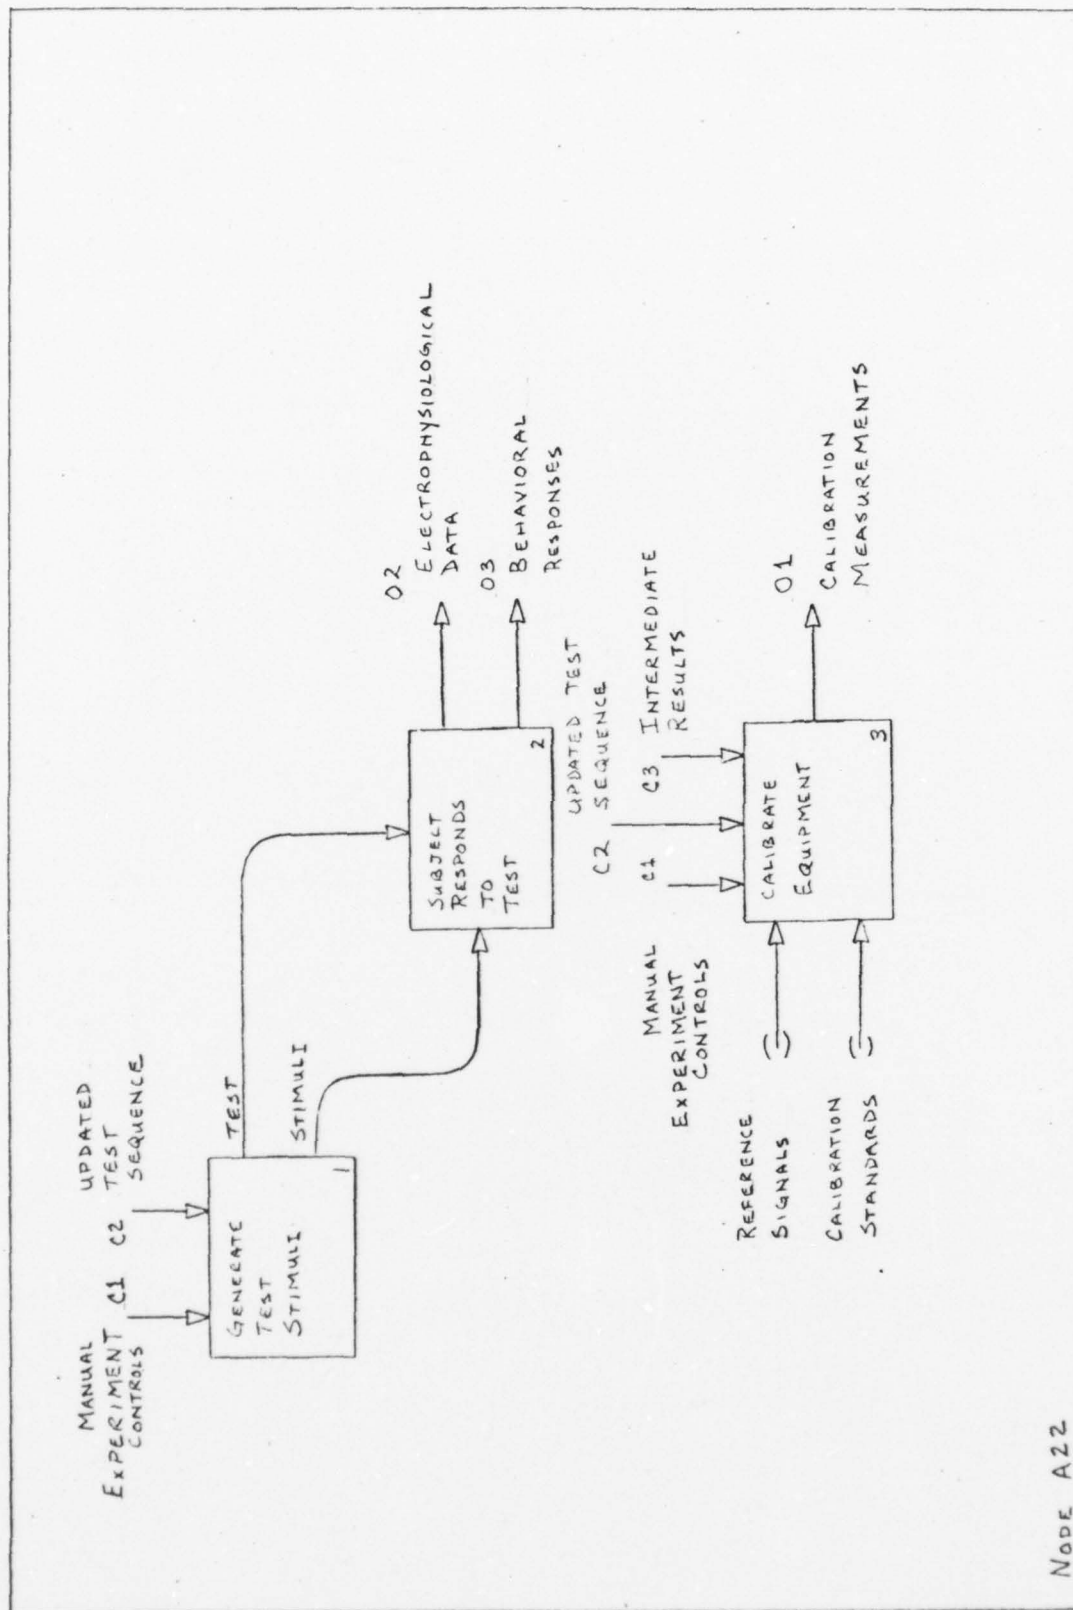 MANUAL
EXPERIMENT
CONTROLS
C1
C2
UPDATED
TEST
SEQUENCE
GENERATE
TEST
STIMULI
1
TEST
STIMULI
SUBJECT
RESPONDS
TO
TEST
2
O2
ELECTROPHYSIOLOGICAL
DATA
O3
BEHAVIORAL
RESPONSES
MANUAL
EXPERIMENT
CONTROLS
C1
C2
UPDATED TEST
SEQUENCE
C3
INTERMEDIATE
RESULTS
REFERENCE
SIGNALS
CALIBRATION
STANDARDS
CALIBRATE
EQUIPMENT
3
O1
CALIBRATION
MEASUREMENTS
NODE A22